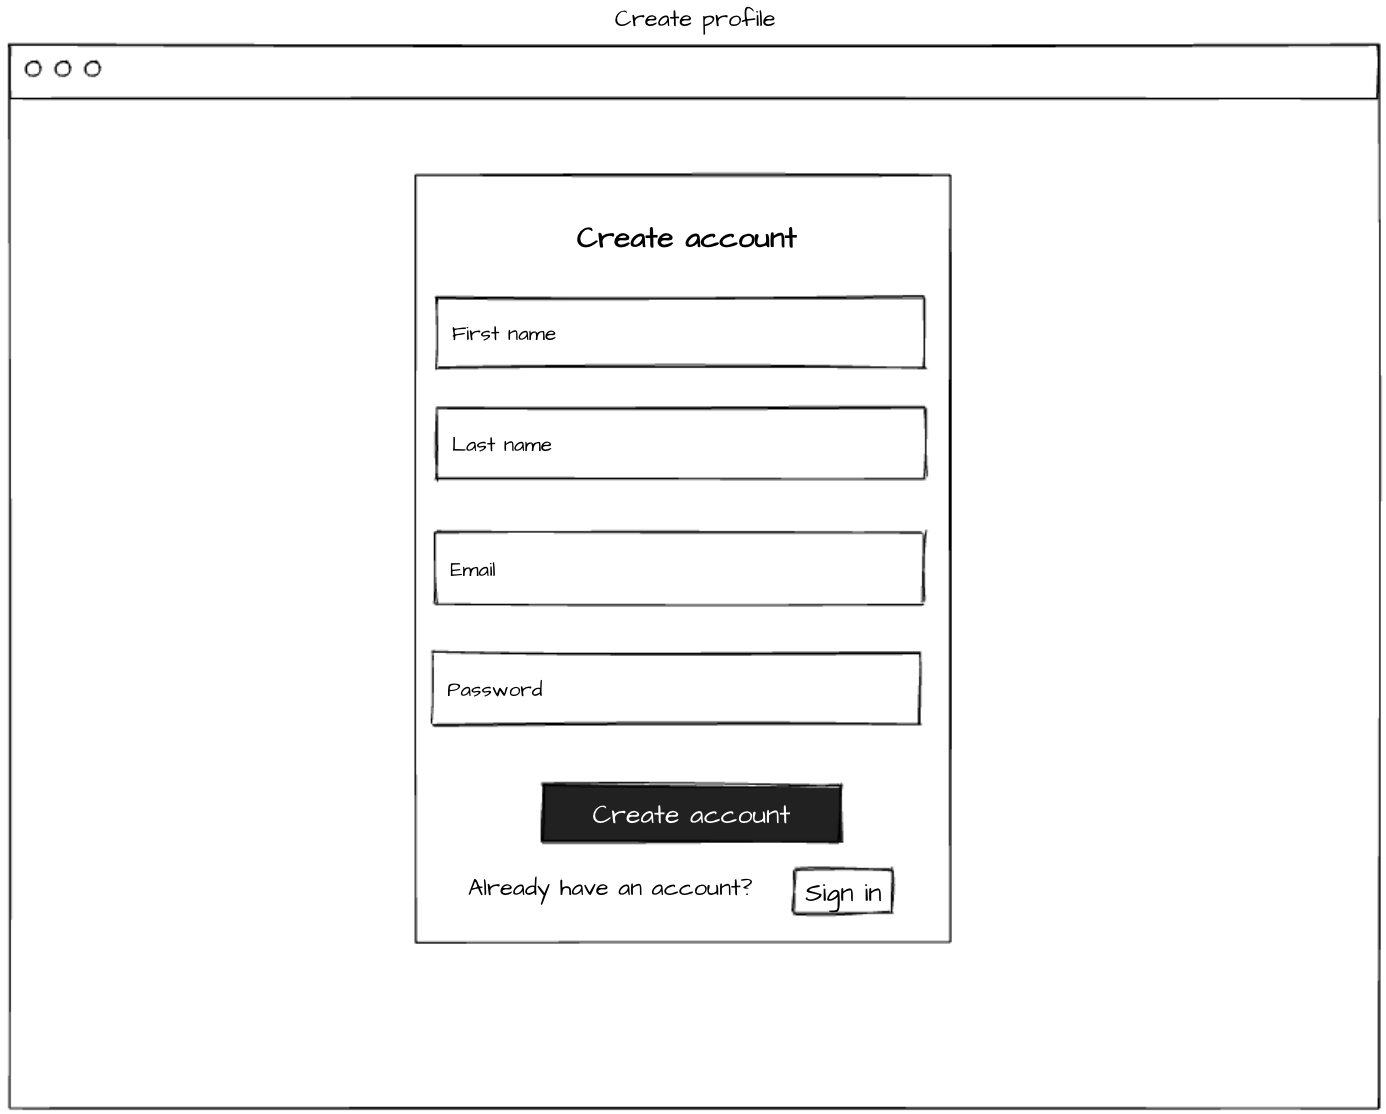 Create profile
Create account
First name
Last name
Email
Password
Create account
Already have an account?
Sign in